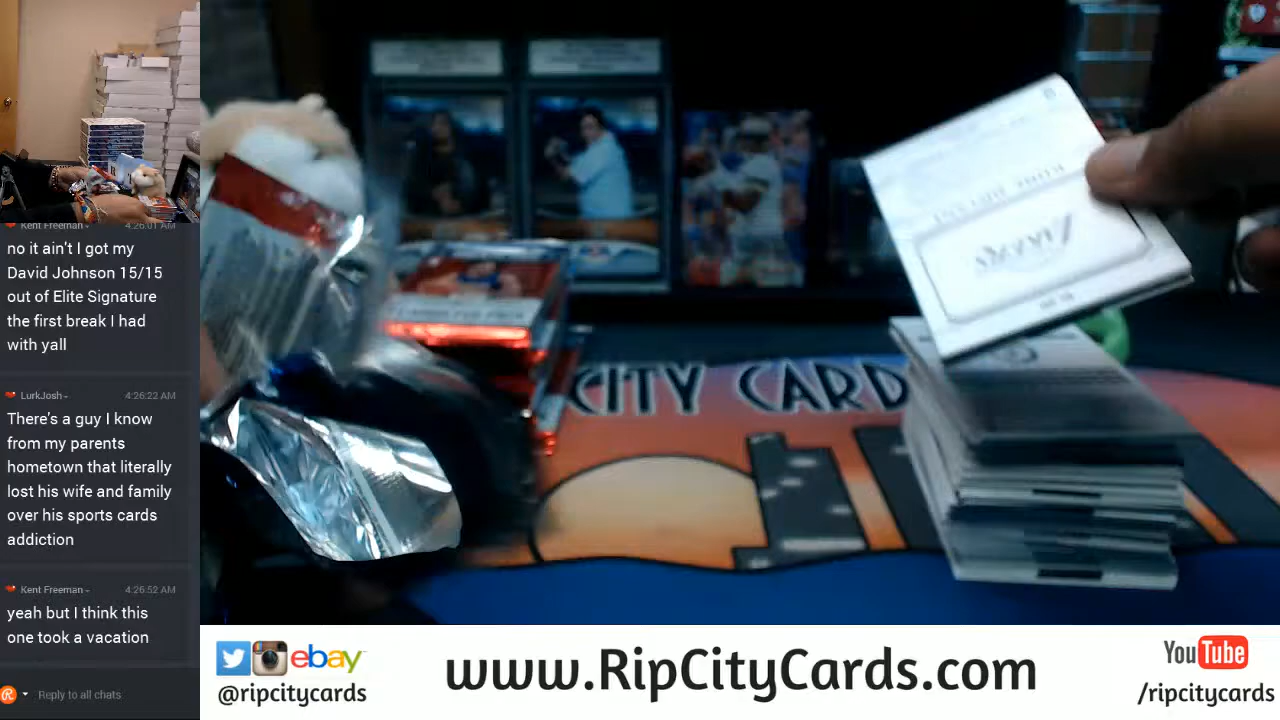 Kent Freeman
4:26:01 AM
no it ain't I got my
David Johnson 15/15
out of Elite Signature
the first break I had
with yall
LurkJosh
4:26:22 AM
There's a guy I know
from my parents
hometown that literally
lost his wife and family
over his sports cards
addiction
Kent Freeman
4:26:52 AM
yeah but I think this
one took a vacation
Reply to all chats
CITY CARD
ebay
@ripcitycards
www.RipCityCards.com
YouTube
/ripcitycards